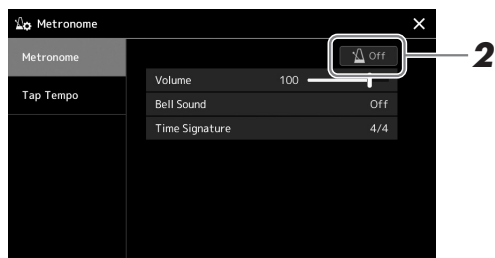 Metronome
Metronome
Off
2
Volume 100
Tap Tempo
Bell Sound Off
Time Signature 4/4